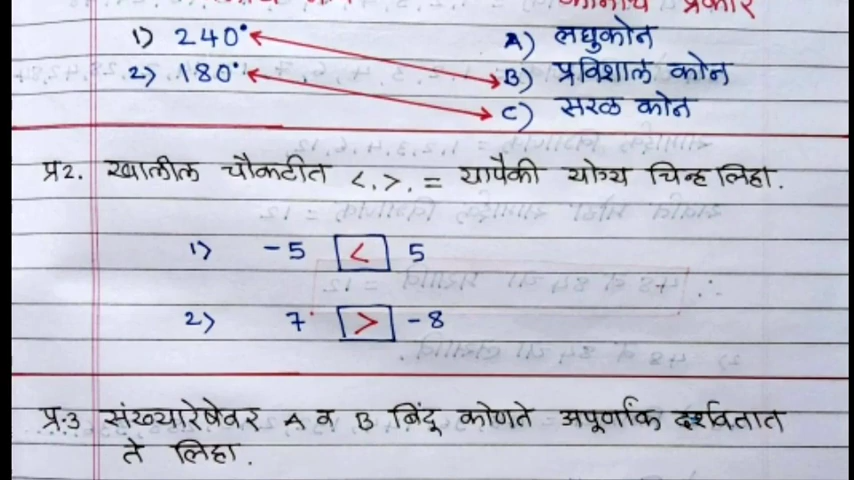 कोनाचे प्रकार
1) 240° A) लघुकोन
2) 180° B) प्रविशाल कोन
C) सरळ कोन
प्र2. खालील चौकटीत <, >, = यापैकी योग्य चिन्ह लिहा.
1) -5 < 5
2) 7 > -8
प्र.3 संख्यारेषेवर A व B बिंदू कोणते अपूर्णांक दर्शवितात
ते लिहा.